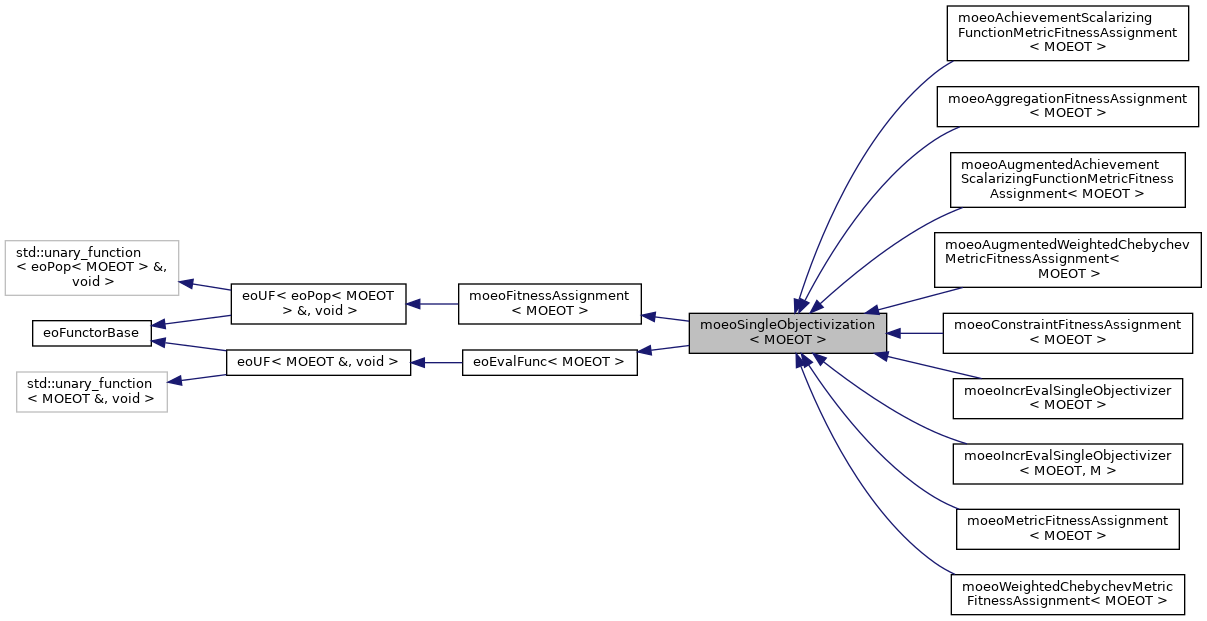 std::unary_function
< eoPop< MOEOT > &,
void >
eoFunctorBase
std::unary_function
< MOEOT &, void >
eoUF< eoPop< MOEOT
> &, void >
eoUF< MOEOT &, void >
moeoFitnessAssignment
< MOEOT >
eoEvalFunc< MOEOT >
moeoSingleObjectivization
< MOEOT >
moeoAchievementScalarizing
FunctionMetricFitnessAssignment
< MOEOT >
moeoAggregationFitnessAssignment
< MOEOT >
moeoAugmentedAchievement
ScalarizingFunctionMetricFitness
Assignment< MOEOT >
moeoAugmentedWeightedChebychev
MetricFitnessAssignment<
MOEOT >
moeoConstraintFitnessAssignment
< MOEOT >
moeoIncrEvalSingleObjectivizer
< MOEOT >
moeoIncrEvalSingleObjectivizer
< MOEOT, M >
moeoMetricFitnessAssignment
< MOEOT >
moeoWeightedChebychevMetric
FitnessAssignment< MOEOT >